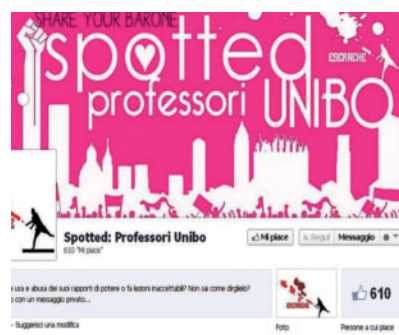 SHARE YOUR BARONE
spotted
ESCRACHE
professori UNIBO
Spotted: Professori Unibo
610 "Mi piace"
Mi piace
Segui
Messaggio
e usa e abusa dei suoi rapporti di potere o fa lezioni inaccettabili? Non sai come dirglelo?
o con un messaggio privato...
ESCRACHE
610
- Suggerisci una modifica
Foto
Persone a cui piace